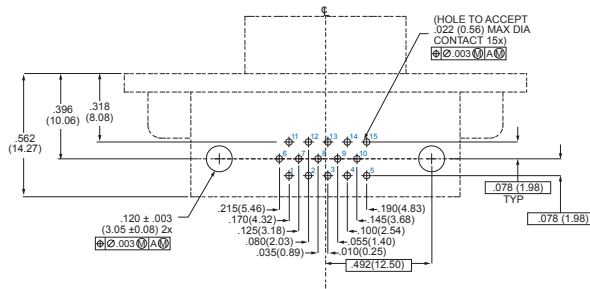 ℄
(HOLE TO ACCEPT
.022 (0.56) MAX DIA
CONTACT 15x)
⌖ Ø.003 Ⓜ A Ⓜ
.562
(14.27)
.396
(10.06)
.318
(8.08)
11 12 13 14 15
6 7 8 9 10
1 2 3 4 5
.120 ± .003
(3.05 ±0.08) 2x
⌖ Ø.003 Ⓜ A Ⓜ
.215(5.46)
.170(4.32)
.125(3.18)
.080(2.03)
.035(0.89)
.190(4.83)
.145(3.68)
.100(2.54)
.055(1.40)
.010(0.25)
.492(12.50)
.078 (1.98)
TYP
.078 (1.98)